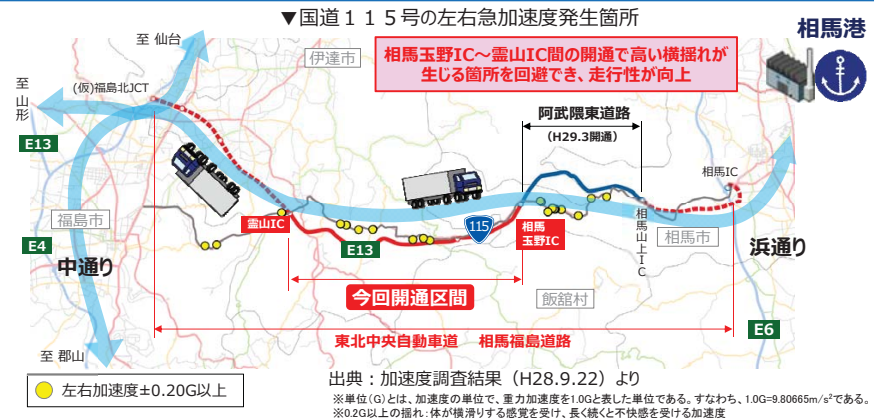 ▼国道１１５号の左右急加速度発生箇所
相馬港
至 仙台
伊達市
相馬玉野IC～霊山IC間の開通で高い横揺れが
生じる箇所を回避でき、走行性が向上
至
山
形
(仮)福島北JCT
阿武隈東道路
(H29.3開通)
E13
相馬IC
福島市
霊山IC
115
相馬
玉野IC
相馬山上ＩＣ
相馬市
E4
中通り
E13
浜通り
今回開通区間
飯舘村
東北中央自動車道　相馬福島道路
E6
至 郡山
左右加速度±0.20G以上
出典：加速度調査結果（H28.9.22）より
※単位(G)とは、加速度の単位で、重力加速度を1.0Gと表した単位である。すなわち、1.0G=9.80665m/s²である。
※0.2G以上の揺れ：体が横滑りする感覚を受け、長く続くと不快感を受ける加速度